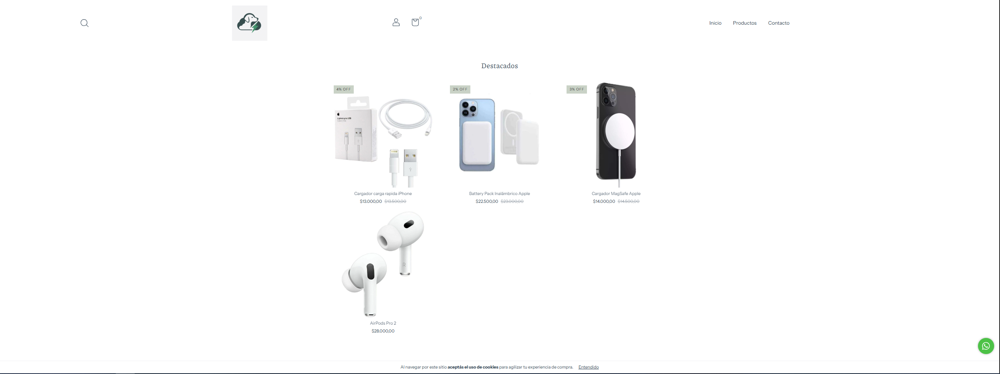 0
Inicio Productos Contacto
Destacados
4% OFF
2% OFF
3% OFF
Lightning to USB
Cable (1 m)
Cargador carga rapida iPhone
$13.000,00 $13.500,00
Battery Pack Inalámbrico Apple
$22.500,00 $23.000,00
Cargador MagSafe Apple
$14.000,00 $14.500,00
R
AirPods Pro 2
$28.000,00
Al navegar por este sitio aceptás el uso de cookies para agilizar tu experiencia de compra. Entendido